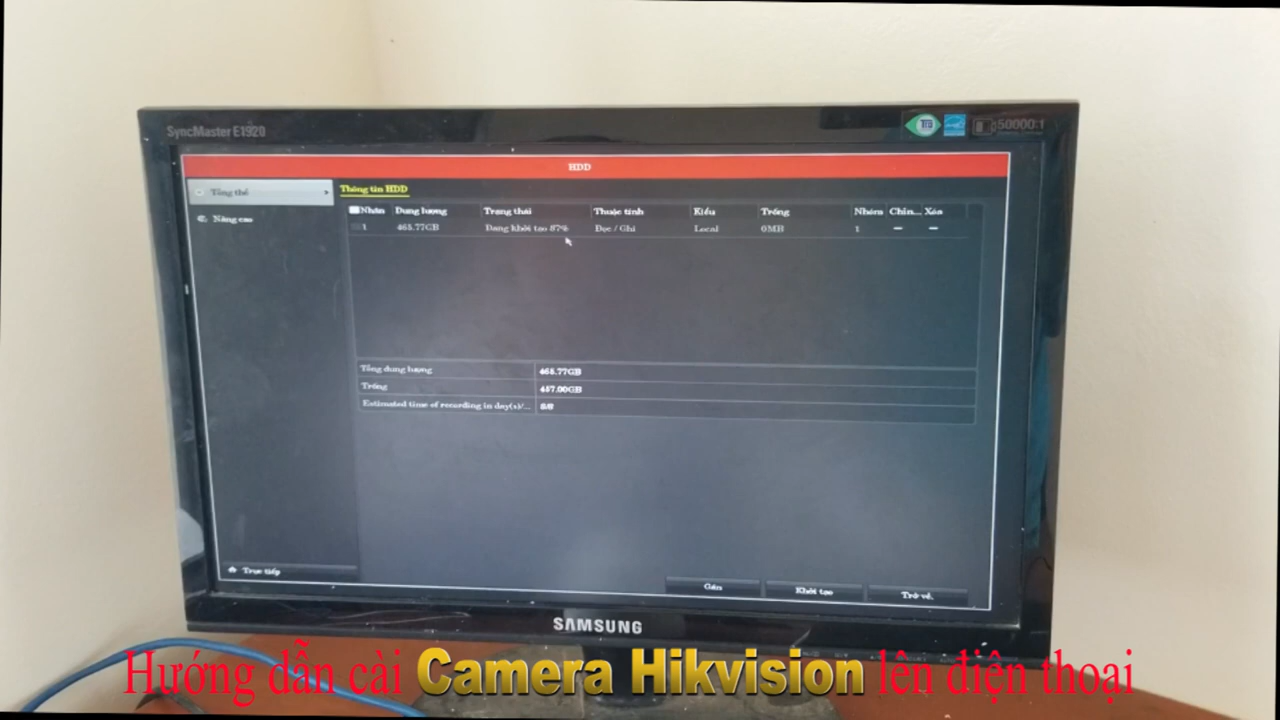 SyncMaster E1920
50000:1
HDD
Tổng thể
Thông tin HDD
Nâng cao
Nhãn Dung lượng Trạng thái Thuộc tính Kiểu Trống Nhóm Chỉn... Xóa
1 465.77GB Đang khởi tạo 87% Đọc / Ghi Local 0MB 1 — —
Tổng dung lượng 465.77GB
Trống 457.00GB
Estimated time of recording in day(s)/...
Trực tiếp
Gán Khởi tạo Trở về.
SAMSUNG
Hướng dẫn cài Camera Hikvision lên điện thoại